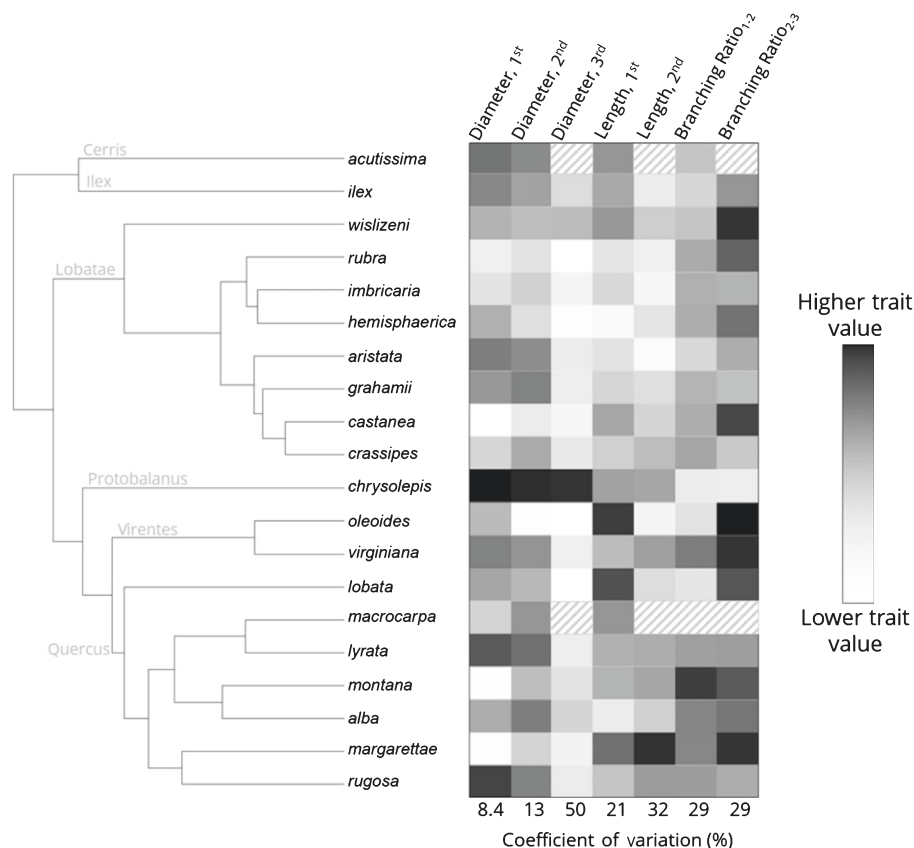 Diameter, 1st
Diameter, 2nd
Diameter, 3rd
Length, 1st
Length, 2nd
Branching Ratio1-2
Branching Ratio2-3
Cerris
acutissima
Ilex
ilex
wislizeni
rubra
Lobatae
imbricaria
hemisphaerica
aristata
grahamii
castanea
crassipes
Protobalanus
chrysolepis
oleoides
Virentes
virginiana
lobata
macrocarpa
Quercus
lyrata
montana
alba
margarettae
rugosa
Higher trait
value
Lower trait
value
8.4 13 50 21 32 29 29
Coefficient of variation (%)